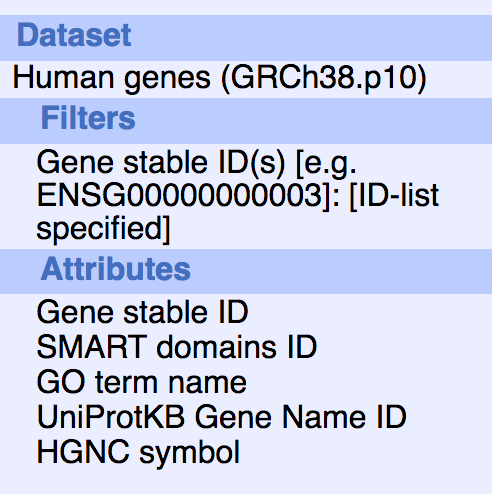 Dataset
Human genes (GRCh38.p10)
Filters
Gene stable ID(s) [e.g.
ENSG00000000003]: [ID-list
specified]
Attributes
Gene stable ID
SMART domains ID
GO term name
UniProtKB Gene Name ID
HGNC symbol